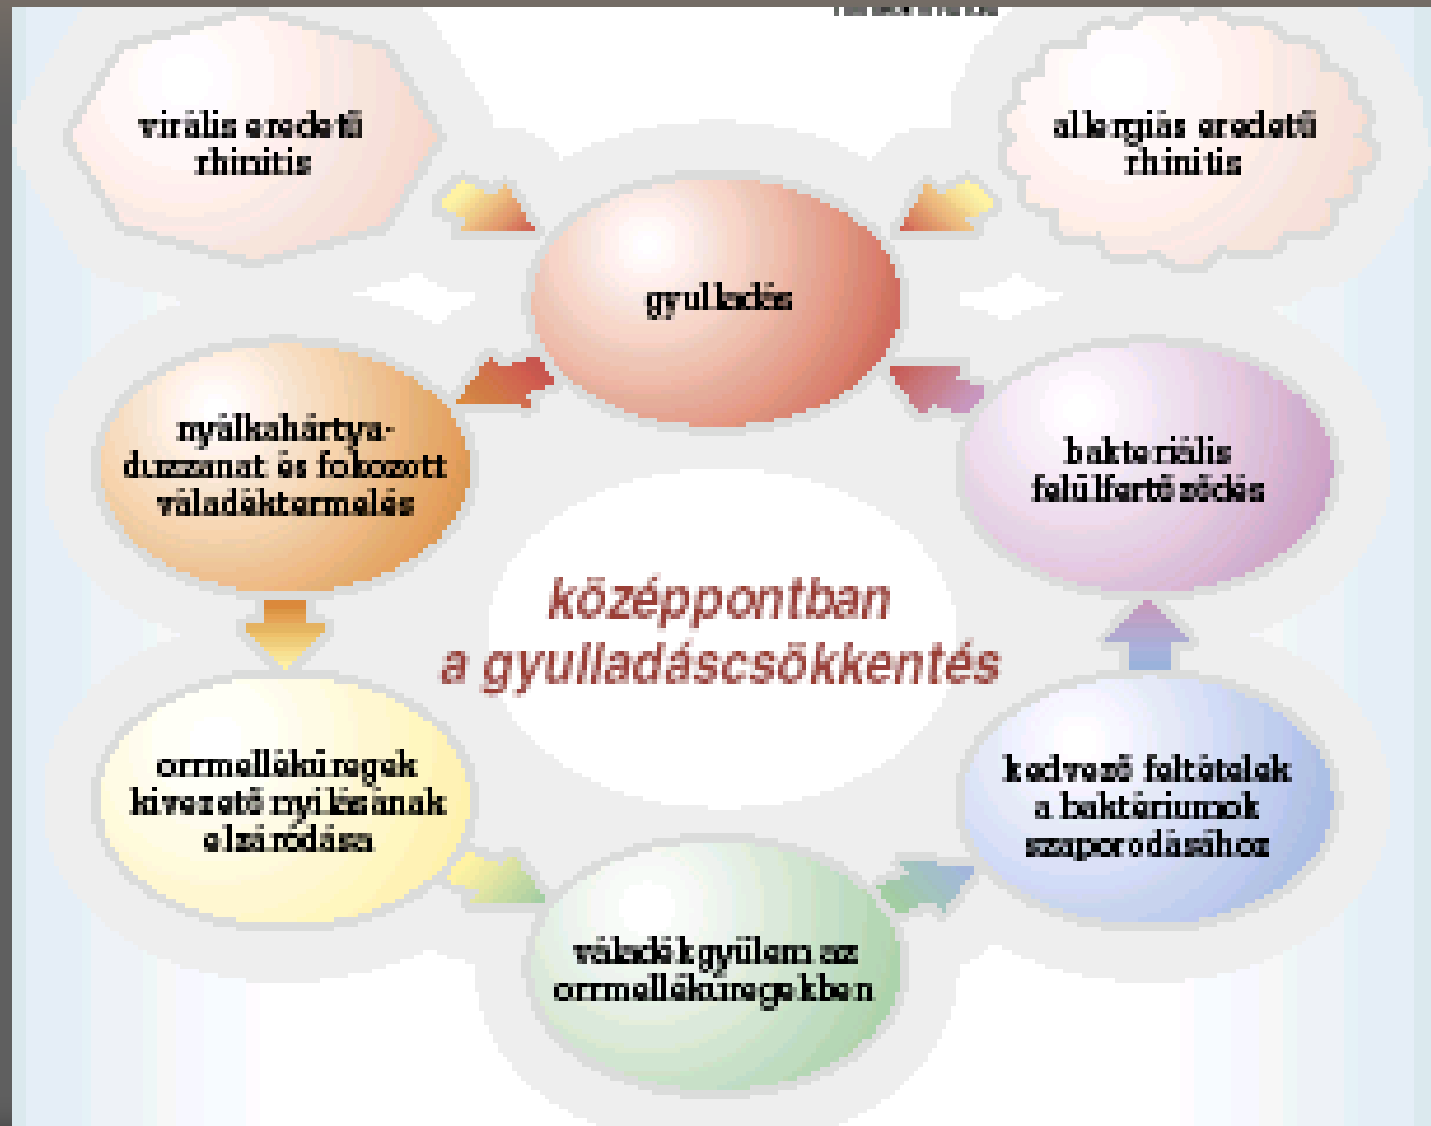 virális eredetű
rhinitis
allergiás eredetű
rhinitis
gyulladás
nyálkahártya-
duzzanat és fokozott
váladéktermelés
bakteriális
felülfertőződés
középpontban
a gyulladáscsökkentés
orrmelléküregek
kivezető nyílásának
elzáródása
kedvező feltételek
a baktériumok
szaporodásához
váladékgyülem az
orrmelléküregekben